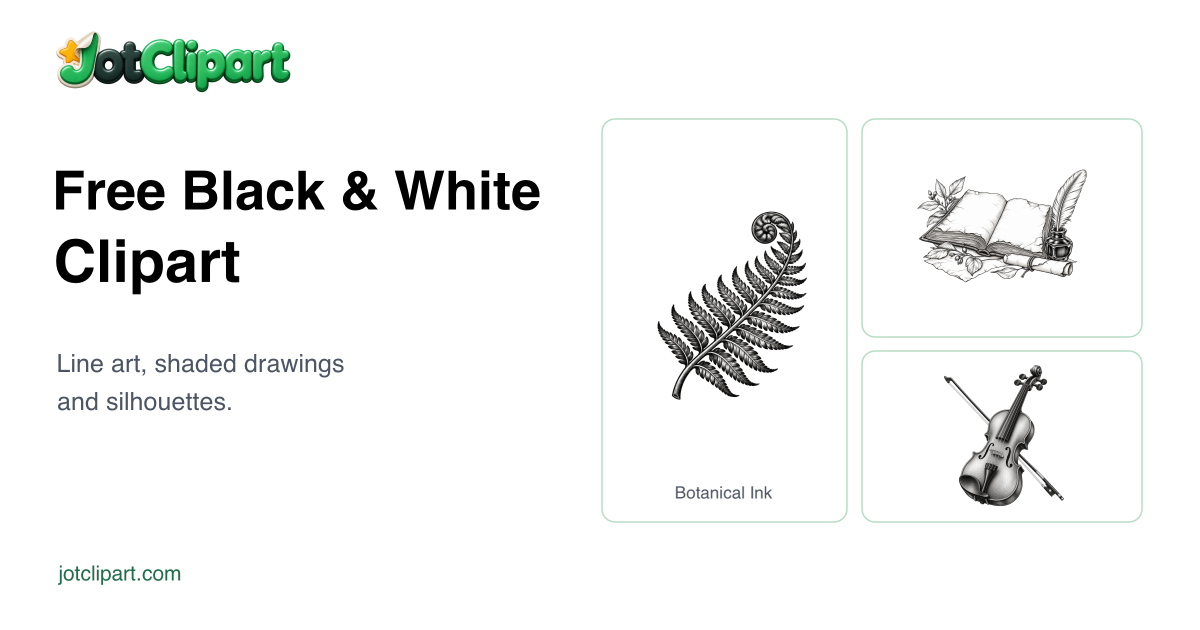 JotClipart
Free Black & White
Clipart
Line art, shaded drawings
and silhouettes.
Botanical Ink
jotclipart.com